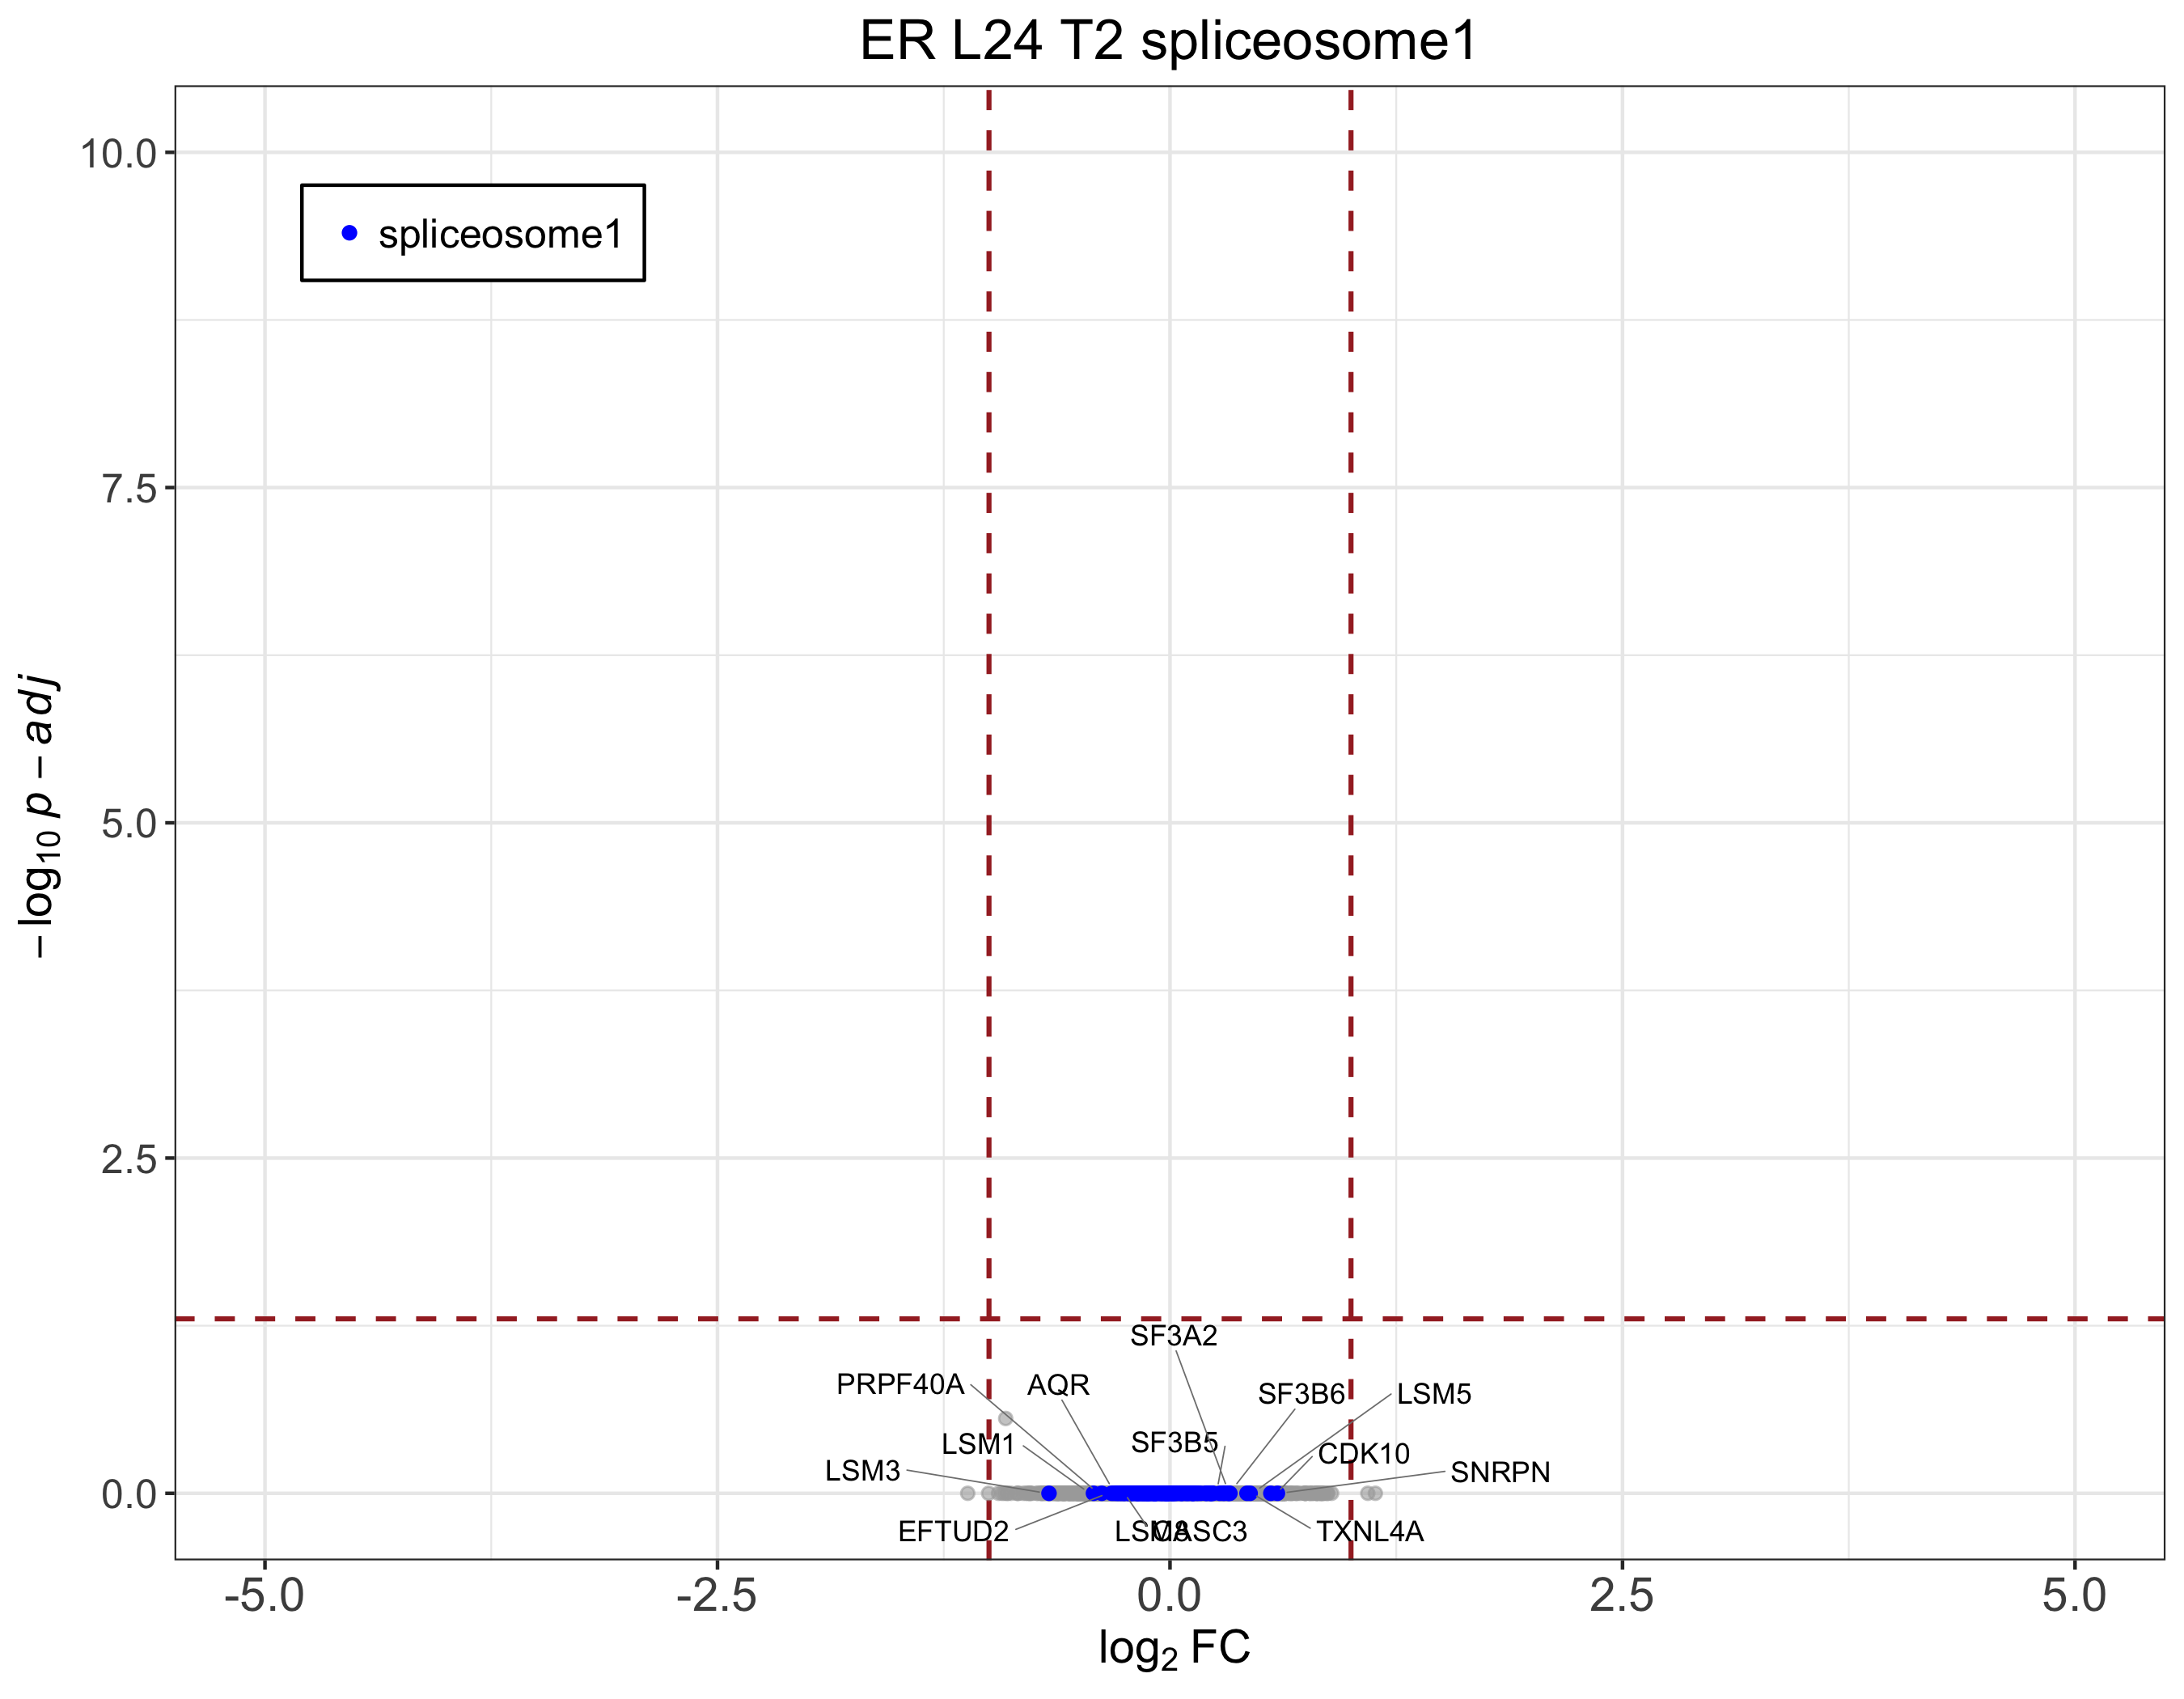 ER L24 T2 spliceosome1
spliceosome1
10.0
7.5
5.0
2.5
0.0
−log10 p − adj
SF3A2
PRPF40A
AQR
SF3B6
LSM5
LSM1
SF3B5
CDK10
LSM3
SNRPN
EFTUD2
LSM8
CASC3
TXNL4A
-5.0
-2.5
0.0
2.5
5.0
log2 FC